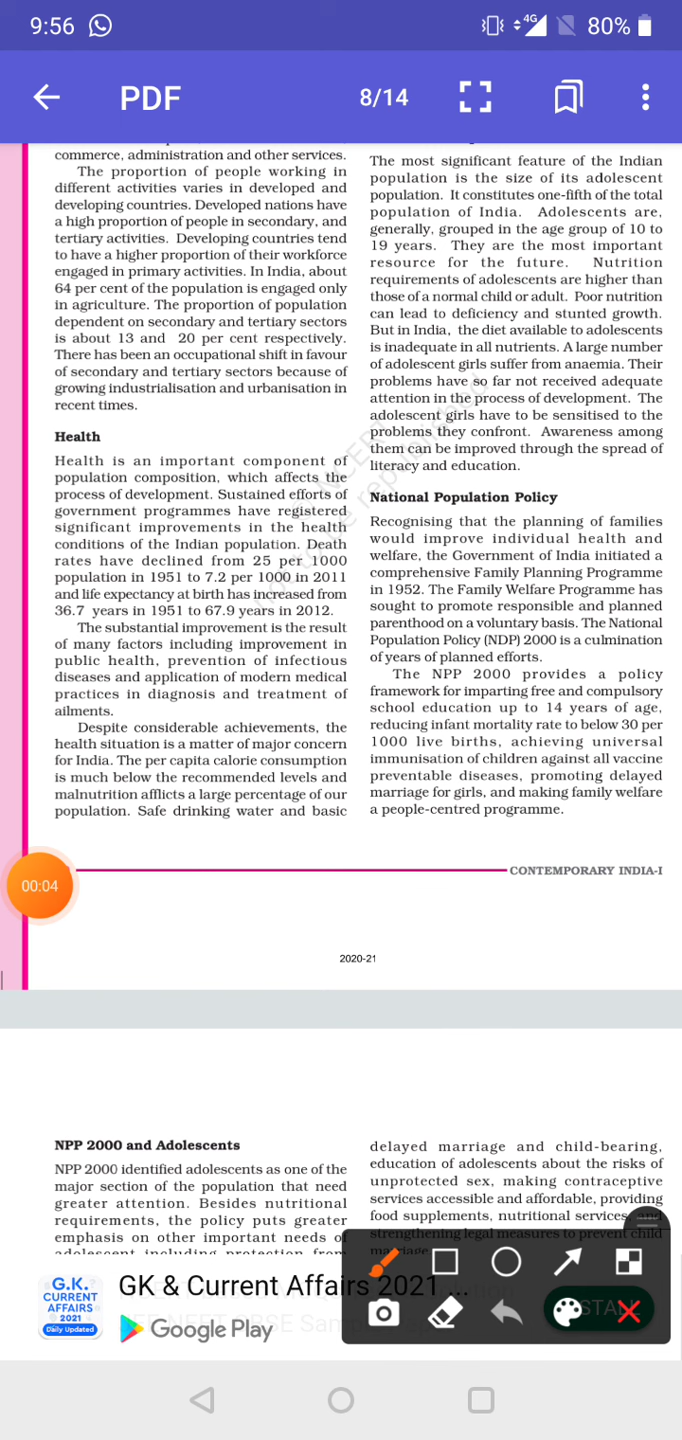 9:56
4G
80%
PDF
8/14
commerce, administration and other services.
The proportion of people working in
different activities varies in developed and
developing countries. Developed nations have
a high proportion of people in secondary, and
tertiary activities. Developing countries tend
to have a higher proportion of their workforce
engaged in primary activities. In India, about
64 per cent of the population is engaged only
in agriculture. The proportion of population
dependent on secondary and tertiary sectors
is about 13 and 20 per cent respectively.
There has been an occupational shift in favour
of secondary and tertiary sectors because of
growing industrialisation and urbanisation in
recent times.
Health
Health is an important component of
population composition, which affects the
process of development. Sustained efforts of
government programmes have registered
significant improvements in the health
conditions of the Indian population. Death
rates have declined from 25 per 1000
population in 1951 to 7.2 per 1000 in 2011
and life expectancy at birth has increased from
36.7 years in 1951 to 67.9 years in 2012.
The substantial improvement is the result
of many factors including improvement in
public health, prevention of infectious
diseases and application of modern medical
practices in diagnosis and treatment of
ailments.
Despite considerable achievements, the
health situation is a matter of major concern
for India. The per capita calorie consumption
is much below the recommended levels and
malnutrition afflicts a large percentage of our
population. Safe drinking water and basic
The most significant feature of the Indian
population is the size of its adolescent
population. It constitutes one-fifth of the total
population of India. Adolescents are,
generally, grouped in the age group of 10 to
19 years. They are the most important
resource for the future. Nutrition
requirements of adolescents are higher than
those of a normal child or adult. Poor nutrition
can lead to deficiency and stunted growth.
But in India, the diet available to adolescents
is inadequate in all nutrients. A large number
of adolescent girls suffer from anaemia. Their
problems have so far not received adequate
attention in the process of development. The
adolescent girls have to be sensitised to the
problems they confront. Awareness among
them can be improved through the spread of
literacy and education.
National Population Policy
Recognising that the planning of families
would improve individual health and
welfare, the Government of India initiated a
comprehensive Family Planning Programme
in 1952. The Family Welfare Programme has
sought to promote responsible and planned
parenthood on a voluntary basis. The National
Population Policy (NDP) 2000 is a culmination
of years of planned efforts.
The NPP 2000 provides a policy
framework for imparting free and compulsory
school education up to 14 years of age,
reducing infant mortality rate to below 30 per
1000 live births, achieving universal
immunisation of children against all vaccine
preventable diseases, promoting delayed
marriage for girls, and making family welfare
a people-centred programme.
00:04
CONTEMPORARY INDIA-I
2020-21
NPP 2000 and Adolescents
NPP 2000 identified adolescents as one of the
major section of the population that need
greater attention. Besides nutritional
requirements, the policy puts greater
emphasis on other important needs of
adolescent including protection from
delayed marriage and child-bearing,
education of adolescents about the risks of
unprotected sex, making contraceptive
services accessible and affordable, providing
food supplements, nutritional services, and
strengthening legal measures to prevent child
marriage
G.K.
CURRENT
AFFAIRS
2021
Daily Updated
GK & Current Affairs 2021 ...
Google Play